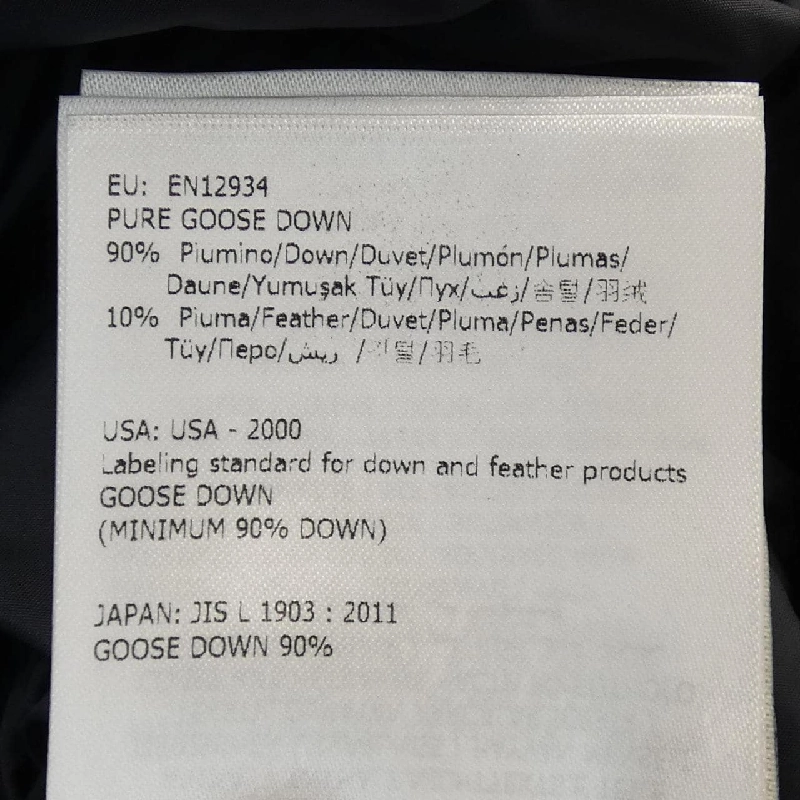 EU: EN12934
PURE GOOSE DOWN
90% Piumino/Down/Duvet/Plumón/Plumas/
Daune/Yumuşak Tüy/Пух/زغب/솜털/羽绒
10% Piuma/Feather/Duvet/Pluma/Penas/Feder/
Tüy/Перо/ريش /깃털/羽毛
USA: USA - 2000
Labeling standard for down and feather products
GOOSE DOWN
(MINIMUM 90% DOWN)
JAPAN: JIS L 1903 : 2011
GOOSE DOWN 90%